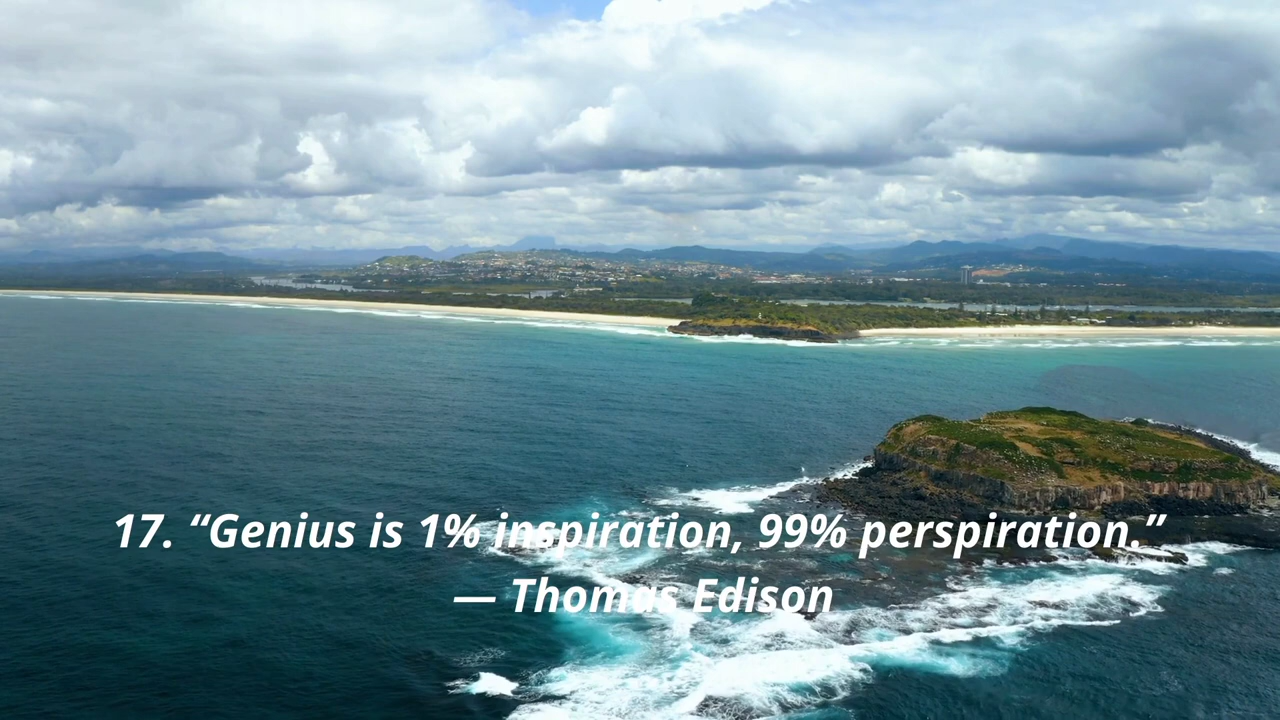 17. “Genius is 1% inspiration, 99% perspiration.”
— Thomas Edison